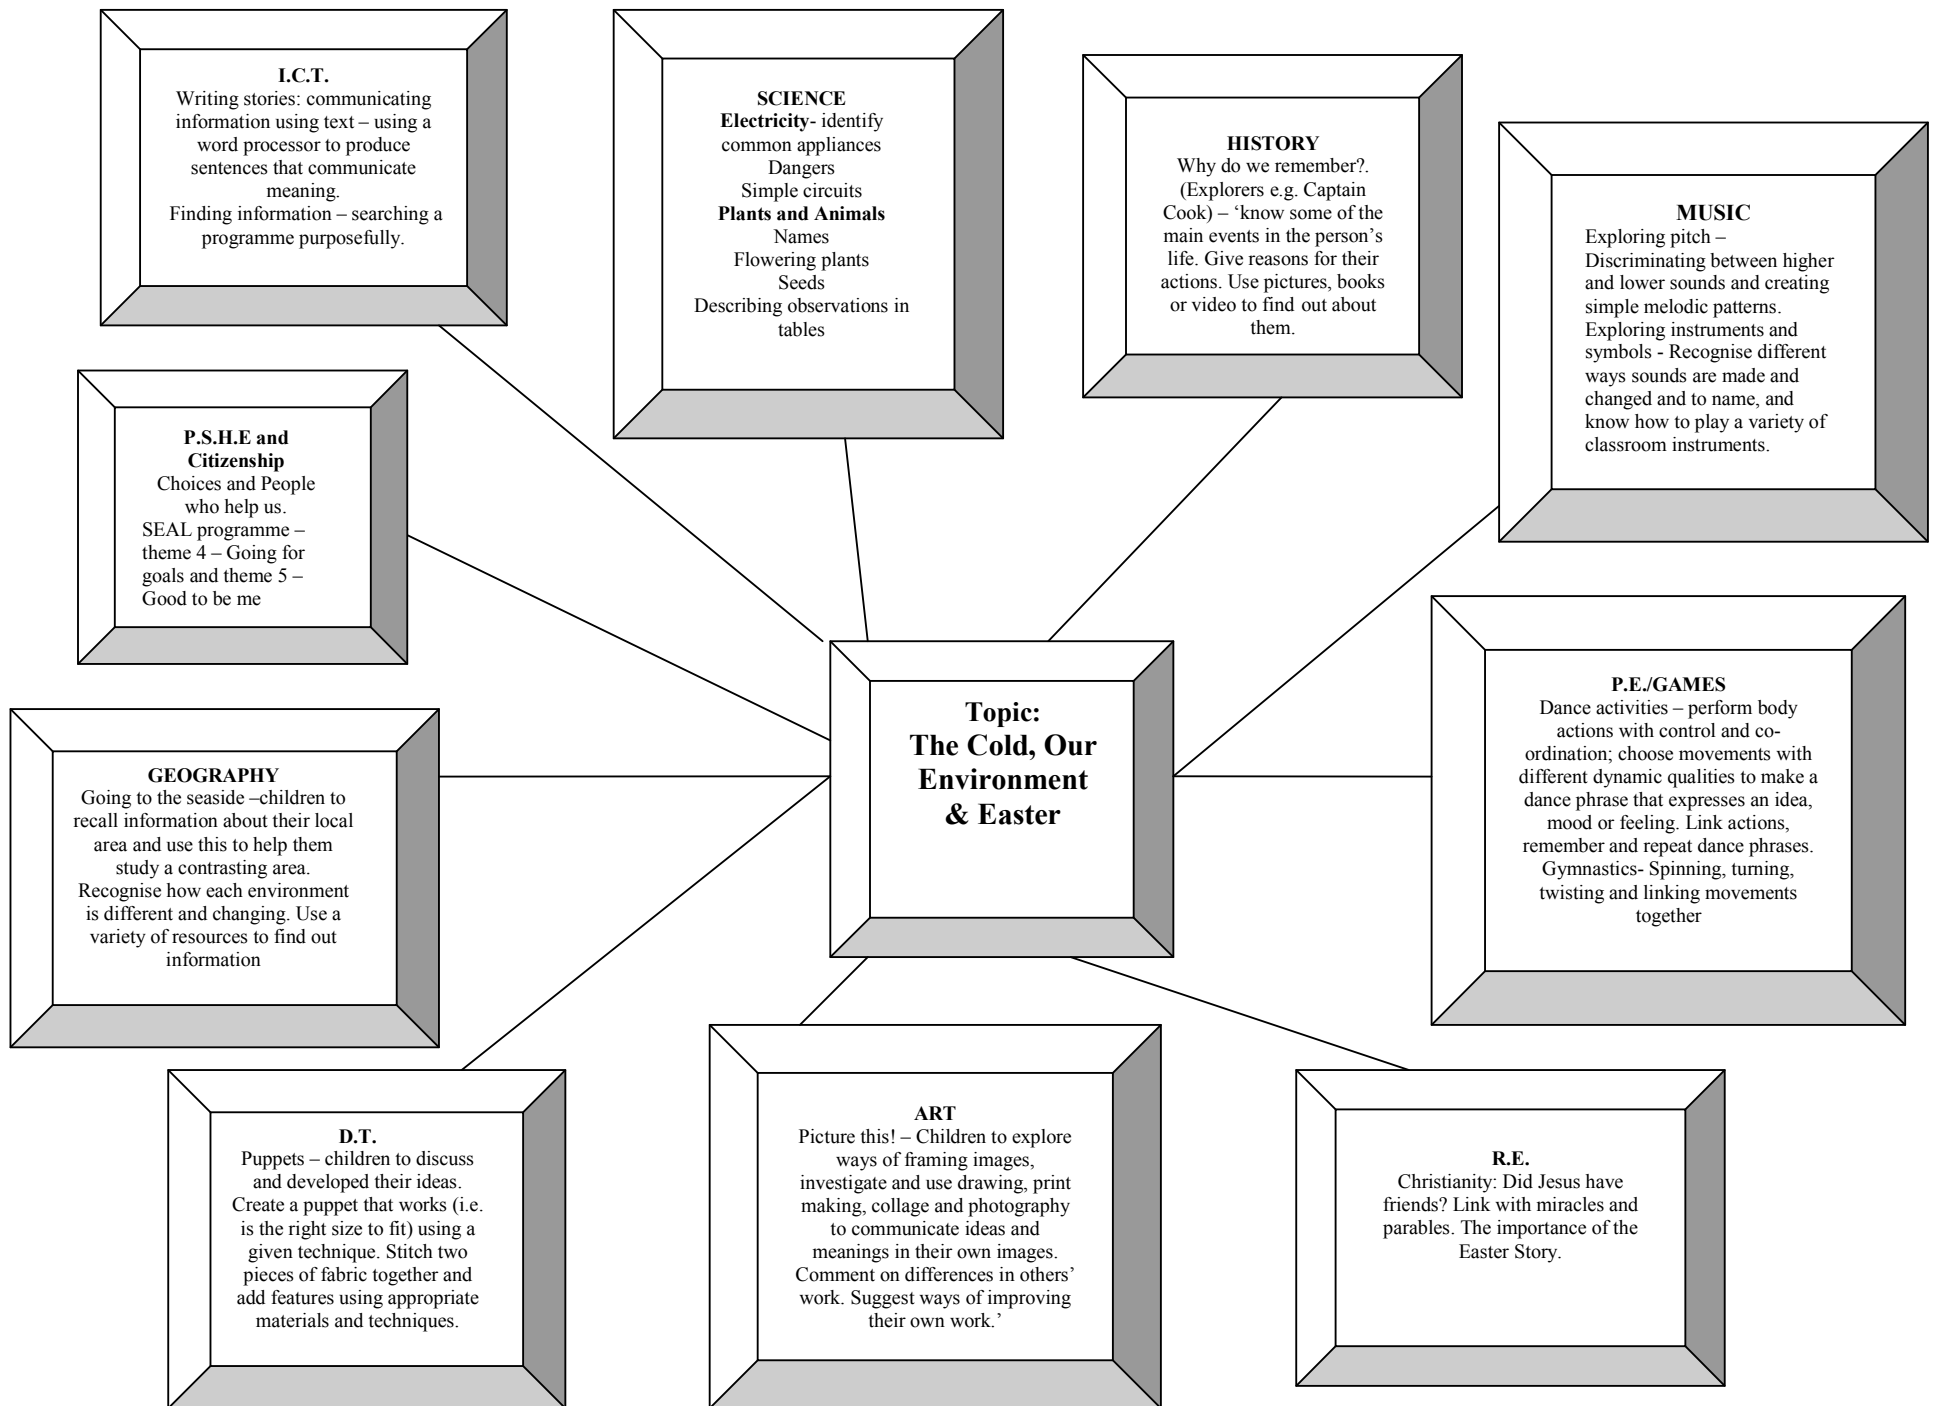 I.C.T.
Writing stories: communicating
information using text – using a
word processor to produce
sentences that communicate
meaning.
Finding information – searching a
programme purposefully.
SCIENCE
Electricity- identify
common appliances
Dangers
Simple circuits
Plants and Animals
Names
Flowering plants
Seeds
Describing observations in
tables
HISTORY
Why do we remember?.
(Explorers e.g. Captain
Cook) – ‘know some of the
main events in the person’s
life. Give reasons for their
actions. Use pictures, books
or video to find out about
them.
MUSIC
Exploring pitch –
Discriminating between higher
and lower sounds and creating
simple melodic patterns.
Exploring instruments and
symbols - Recognise different
ways sounds are made and
changed and to name, and
know how to play a variety of
classroom instruments.
P.S.H.E and
Citizenship
Choices and People
who help us.
SEAL programme –
theme 4 – Going for
goals and theme 5 –
Good to be me
Topic:
The Cold, Our
Environment
& Easter
P.E./GAMES
Dance activities – perform body
actions with control and co-
ordination; choose movements with
different dynamic qualities to make a
dance phrase that expresses an idea,
mood or feeling. Link actions,
remember and repeat dance phrases.
Gymnastics- Spinning, turning,
twisting and linking movements
together
GEOGRAPHY
Going to the seaside –children to
recall information about their local
area and use this to help them
study a contrasting area.
Recognise how each environment
is different and changing. Use a
variety of resources to find out
information
D.T.
Puppets – children to discuss
and developed their ideas.
Create a puppet that works (i.e.
is the right size to fit) using a
given technique. Stitch two
pieces of fabric together and
add features using appropriate
materials and techniques.
ART
Picture this! – Children to explore
ways of framing images,
investigate and use drawing, print
making, collage and photography
to communicate ideas and
meanings in their own images.
Comment on differences in others’
work. Suggest ways of improving
their own work.’
R.E.
Christianity: Did Jesus have
friends? Link with miracles and
parables. The importance of the
Easter Story.